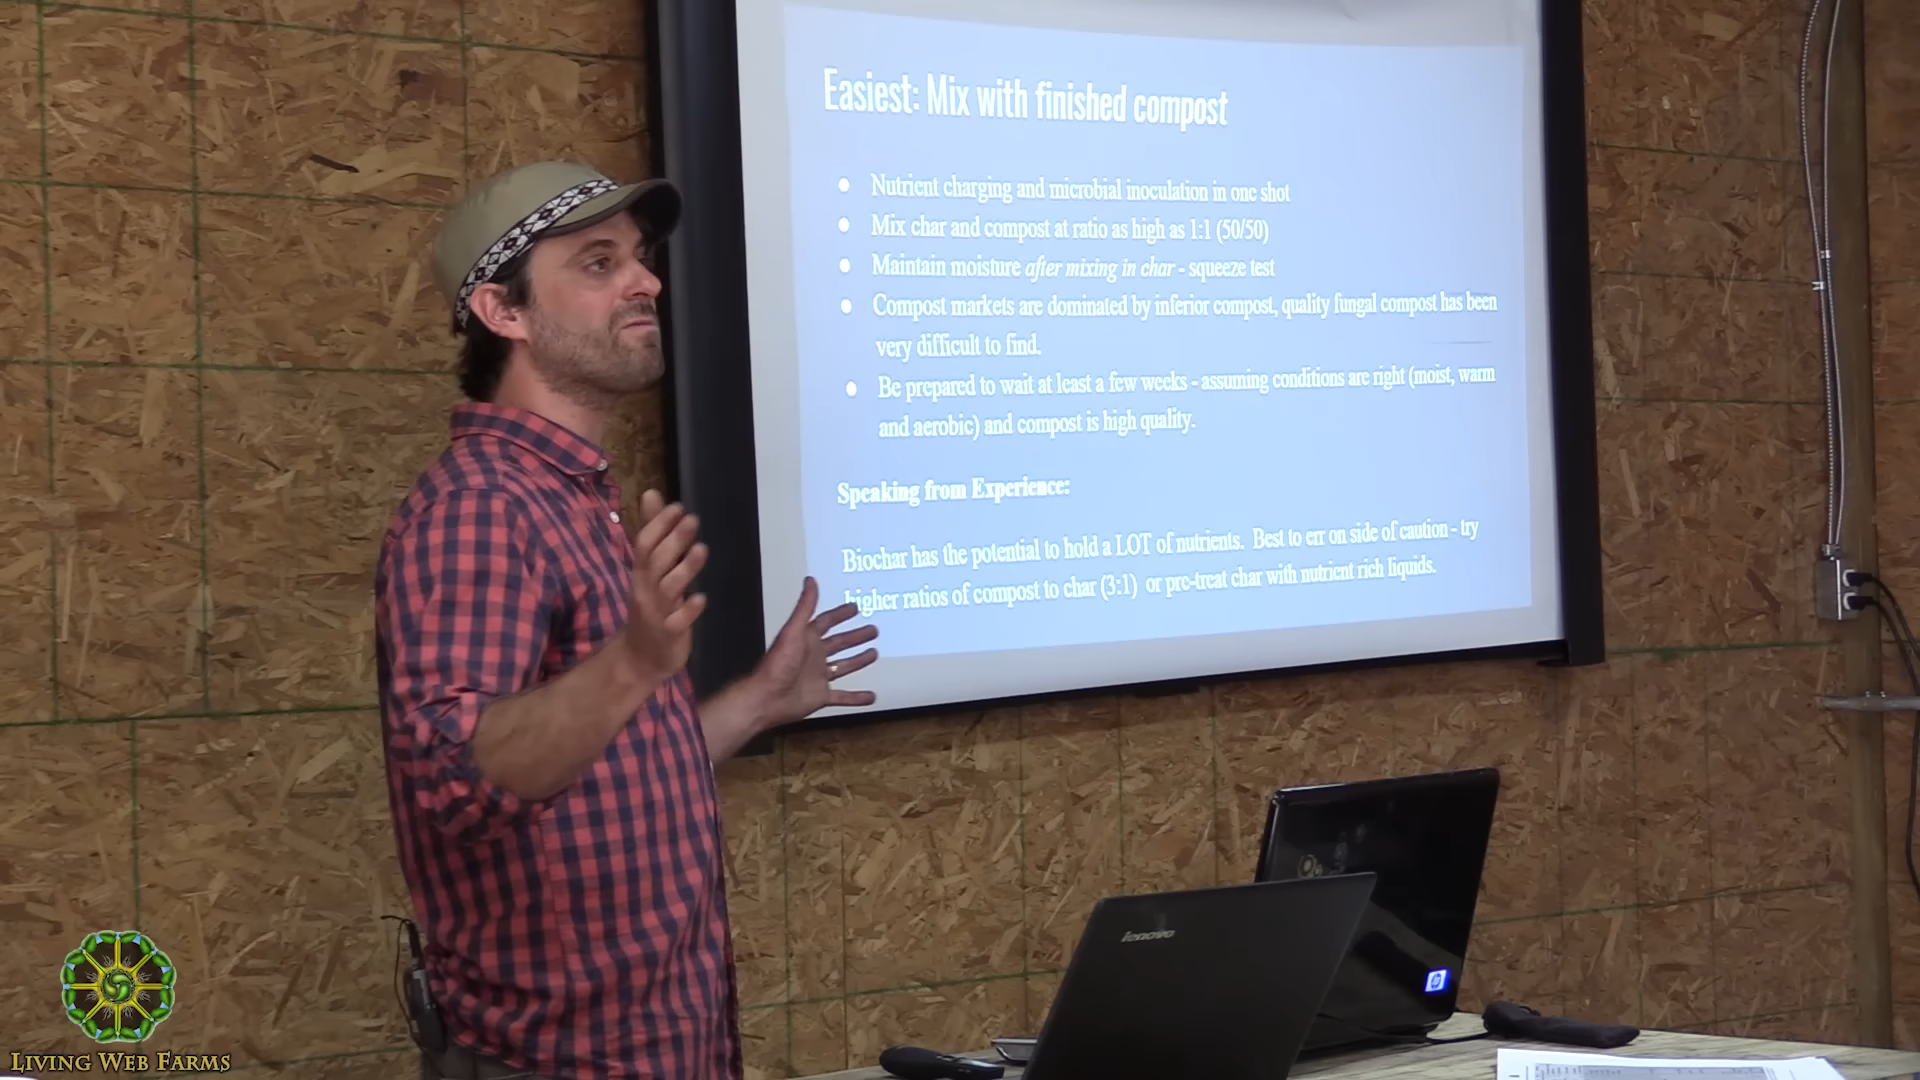 Easiest: Mix with finished compost
● Nutrient charging and microbial inoculation in one shot
● Mix char and compost at ratio as high as 1:1 (50/50)
● Maintain moisture after mixing in char - squeeze test
● Compost markets are dominated by inferior compost, quality fungal compost has been
very difficult to find.
● Be prepared to wait at least a few weeks - assuming conditions are right (moist, warm
and aerobic) and compost is high quality.
Speaking from Experience:
Biochar has the potential to hold a LOT of nutrients. Best to err on side of caution - try
higher ratios of compost to char (3:1) or pre-treat char with nutrient rich liquids.
lenovo
hp
LIVING WEB FARMS